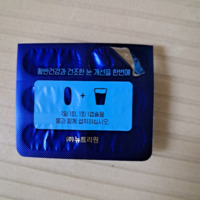 황반건강과 건조한 눈 개선을 한번에
+
1일 1회, 1회 1캡슐을
물과 함께 섭취하십시오.
(주)뉴트리원